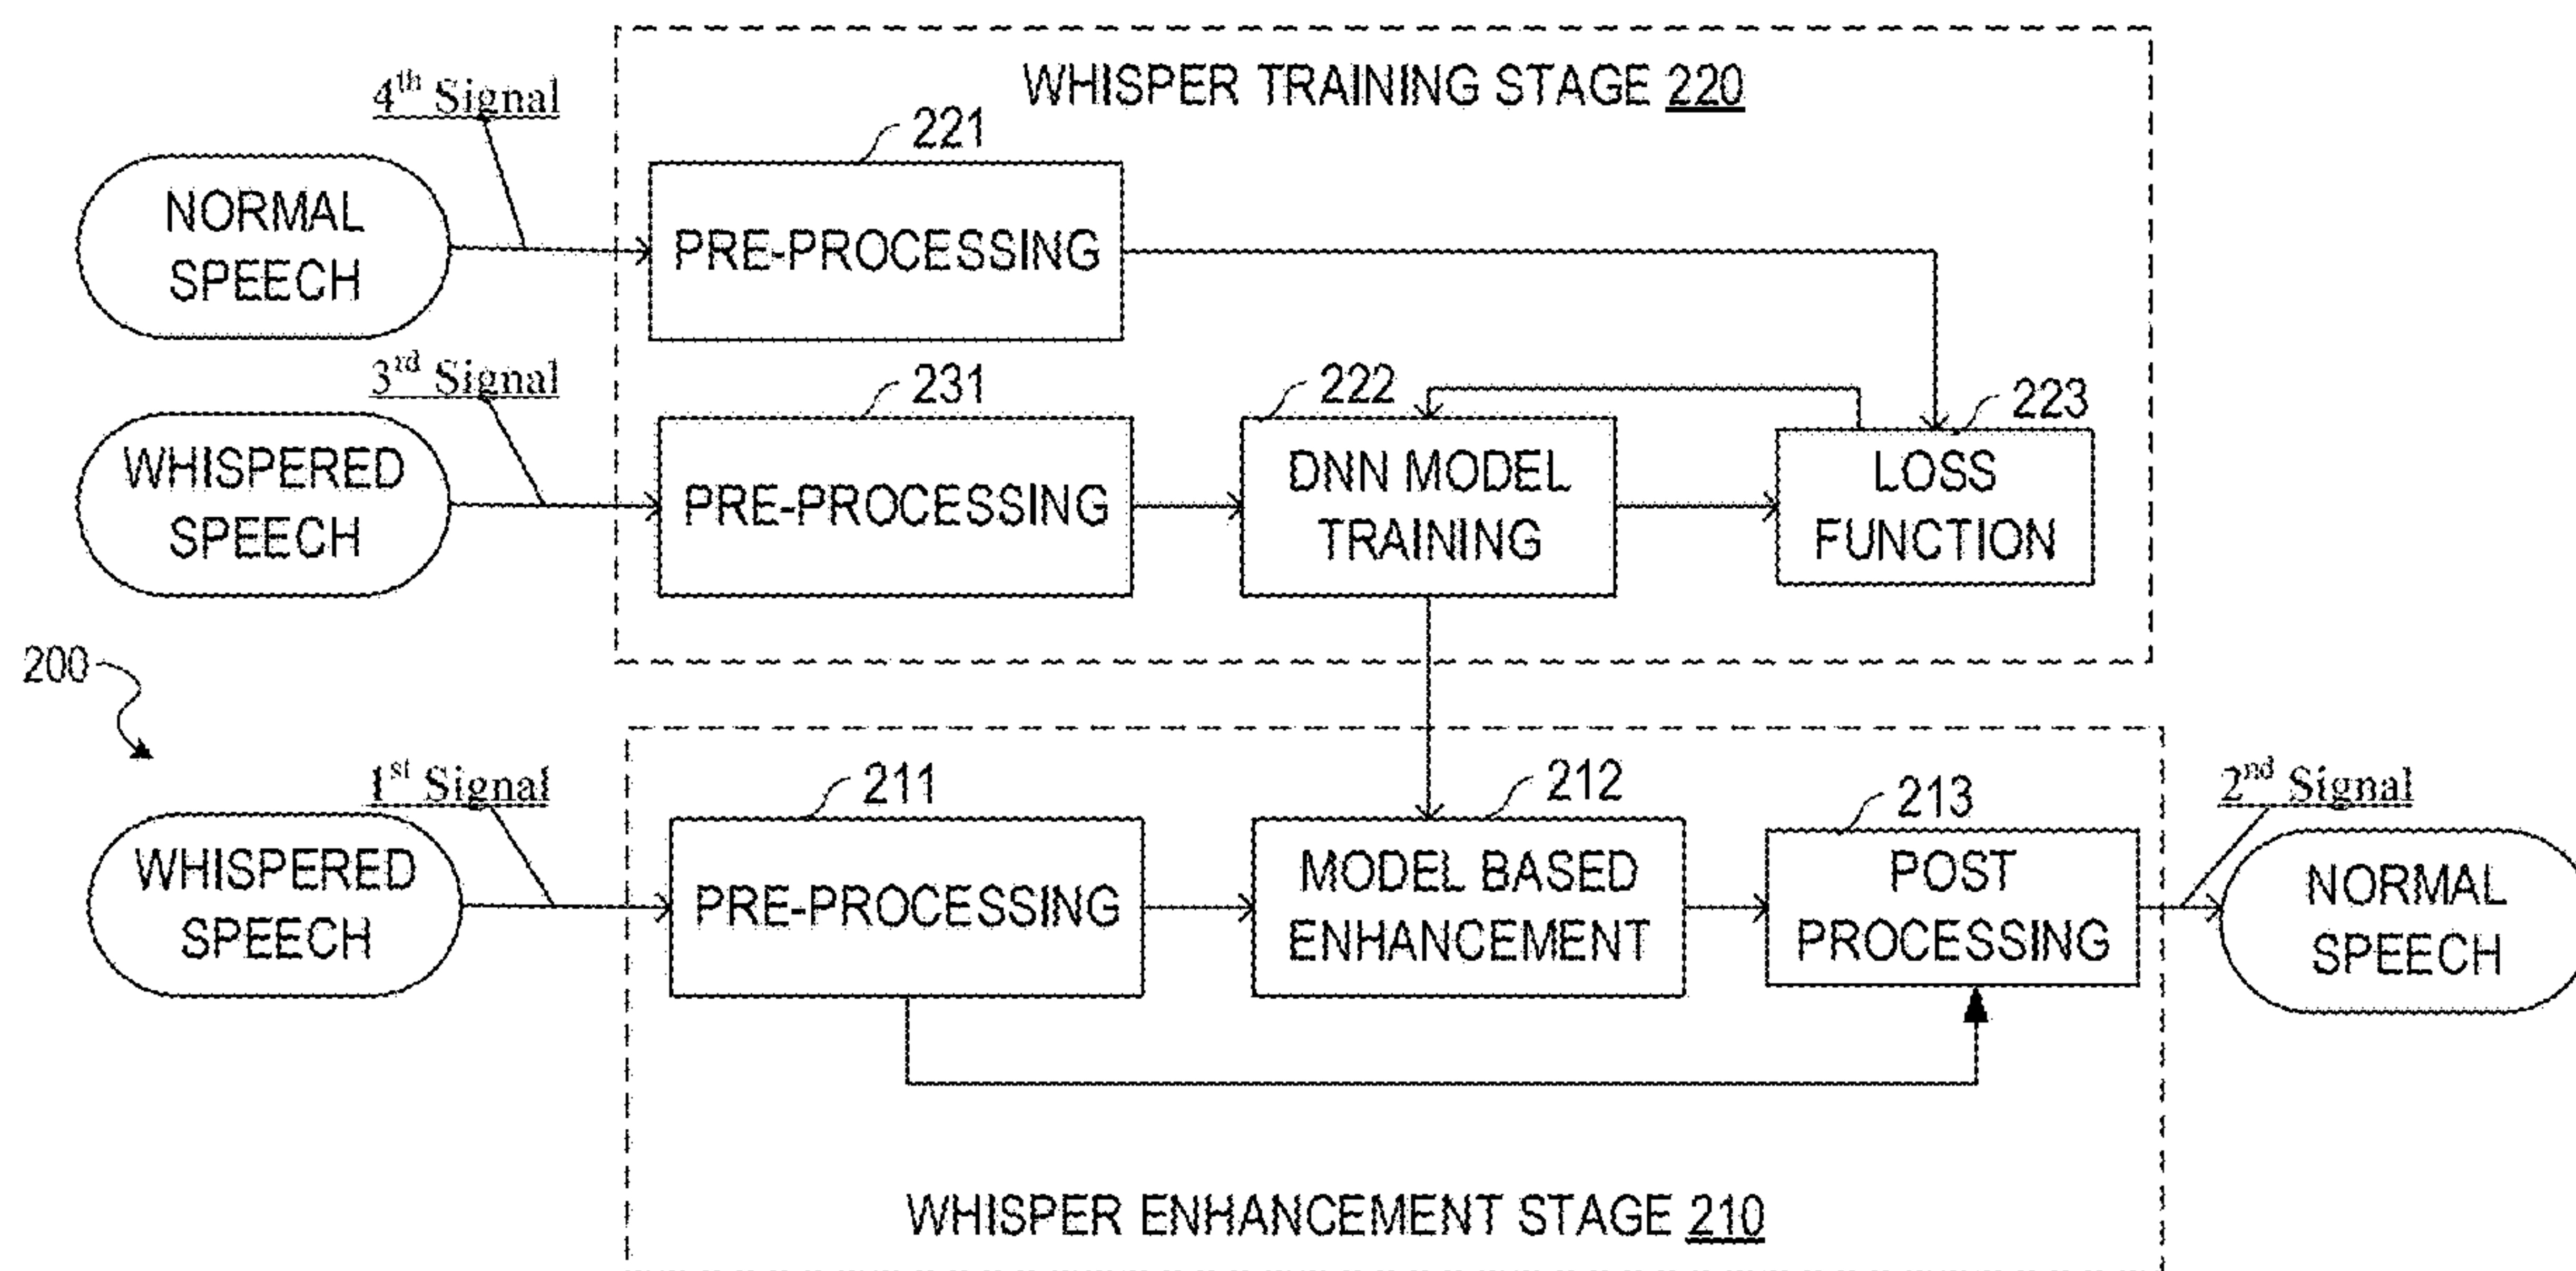 WHISPER TRAINING STAGE 220
4th Signal
221
NORMAL
SPEECH
PRE-PROCESSING
3rd Signal
231
222
223
WHISPERED
SPEECH
PRE-PROCESSING
DNN MODEL
TRAINING
LOSS
FUNCTION
200
1st Signal
211
212
213
2nd Signal
WHISPERED
SPEECH
PRE-PROCESSING
MODEL BASED
ENHANCEMENT
POST
PROCESSING
NORMAL
SPEECH
WHISPER ENHANCEMENT STAGE 210